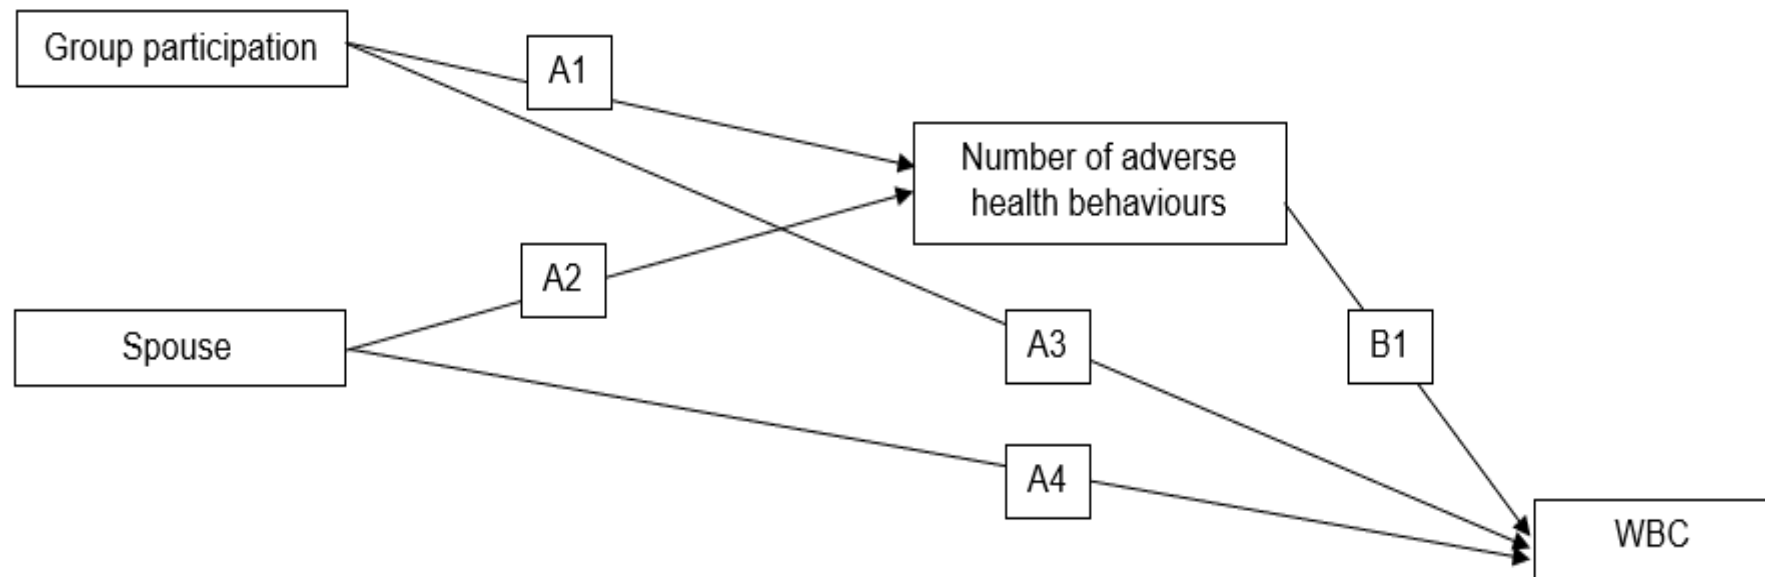 Group participation
A1
Number of adverse
health behaviours
A2
Spouse
A3
B1
A4
WBC